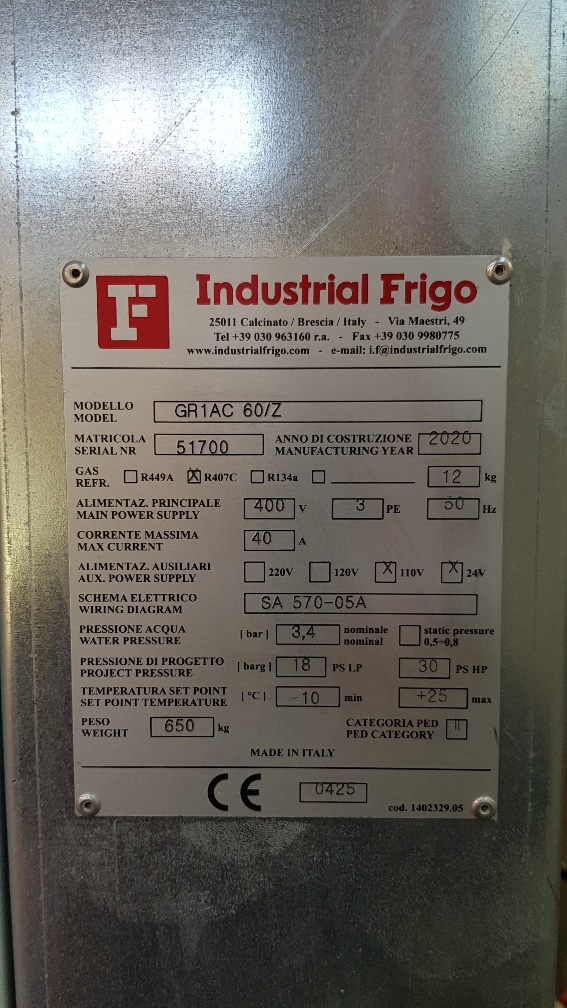 IF
Industrial Frigo
25011 Calcinato / Brescia / Italy - Via Maestri, 49
Tel +39 030 963160 r.a. - Fax +39 030 9980775
www.industrialfrigo.com - e-mail: i.f@industrialfrigo.com
MODELLO
MODEL GR1AC 60/Z
MATRICOLA ANNO DI COSTRUZIONE
SERIAL NR 51700 MANUFACTURING YEAR 2020
GAS
REFR. R449A X R407C R134a 12 kg
ALIMENTAZ. PRINCIPALE
MAIN POWER SUPPLY 400 V 3 PE 50 Hz
CORRENTE MASSIMA
MAX CURRENT 40 A
ALIMENTAZ. AUSILIARI
AUX. POWER SUPPLY 220V 120V X 110V X 24V
SCHEMA ELETTRICO
WIRING DIAGRAM SA 570-05A
PRESSIONE ACQUA nominale static pressure
WATER PRESSURE [ bar ] 3,4 nominal 0,5÷0,8
PRESSIONE DI PROGETTO
PROJECT PRESSURE [ barg ] 18 PS LP 30 PS HP
TEMPERATURA SET POINT
SET POINT TEMPERATURE [ °C ] -10 min +25 max
PESO CATEGORIA PED
WEIGHT 650 kg PED CATEGORY II
MADE IN ITALY
CE 0425
cod. 1402329.05